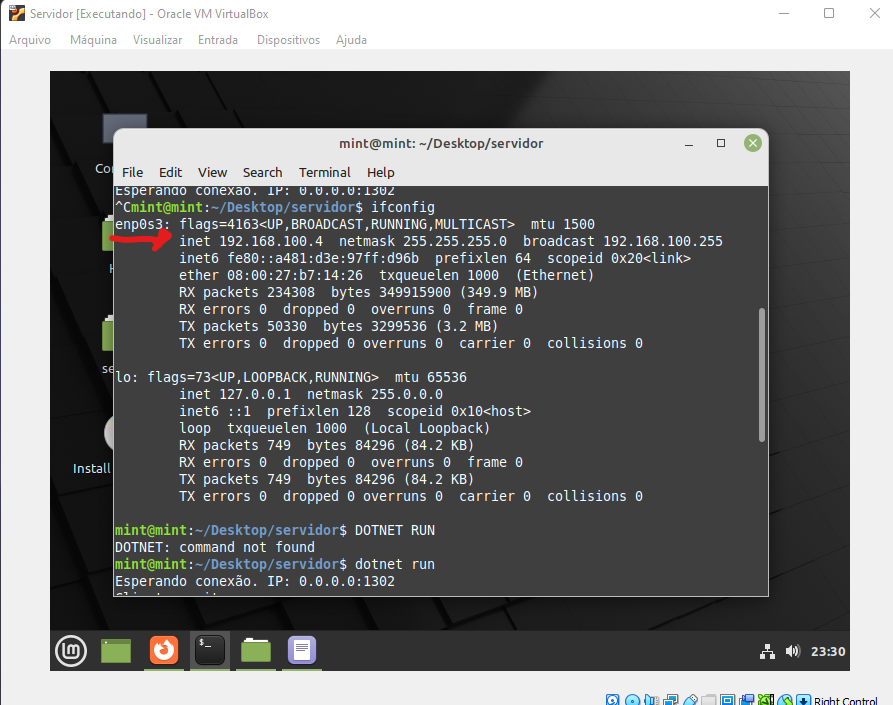 Servidor [Executando] - Oracle VM VirtualBox
Arquivo Máquina Visualizar Entrada Dispositivos Ajuda
mint@mint: ~/Desktop/servidor
File Edit View Search Terminal Help
Esperando conexão. IP: 0.0.0.0:1302
^Cmint@mint:~/Desktop/servidor$ ifconfig
enp0s3: flags=4163<UP,BROADCAST,RUNNING,MULTICAST> mtu 1500
inet 192.168.100.4 netmask 255.255.255.0 broadcast 192.168.100.255
inet6 fe80::a481:d3e:97ff:d96b prefixlen 64 scopeid 0x20<link>
ether 08:00:27:b7:14:26 txqueuelen 1000 (Ethernet)
RX packets 234308 bytes 349915900 (349.9 MB)
RX errors 0 dropped 0 overruns 0 frame 0
TX packets 50330 bytes 3299536 (3.2 MB)
TX errors 0 dropped 0 overruns 0 carrier 0 collisions 0
lo: flags=73<UP,LOOPBACK,RUNNING> mtu 65536
inet 127.0.0.1 netmask 255.0.0.0
inet6 ::1 prefixlen 128 scopeid 0x10<host>
loop txqueuelen 1000 (Local Loopback)
RX packets 749 bytes 84296 (84.2 KB)
RX errors 0 dropped 0 overruns 0 frame 0
TX packets 749 bytes 84296 (84.2 KB)
TX errors 0 dropped 0 overruns 0 carrier 0 collisions 0
mint@mint:~/Desktop/servidor$ DOTNET RUN
DOTNET: command not found
mint@mint:~/Desktop/servidor$ dotnet run
Esperando conexão. IP: 0.0.0.0:1302
Co
H
se
Install
23:30
Right Control